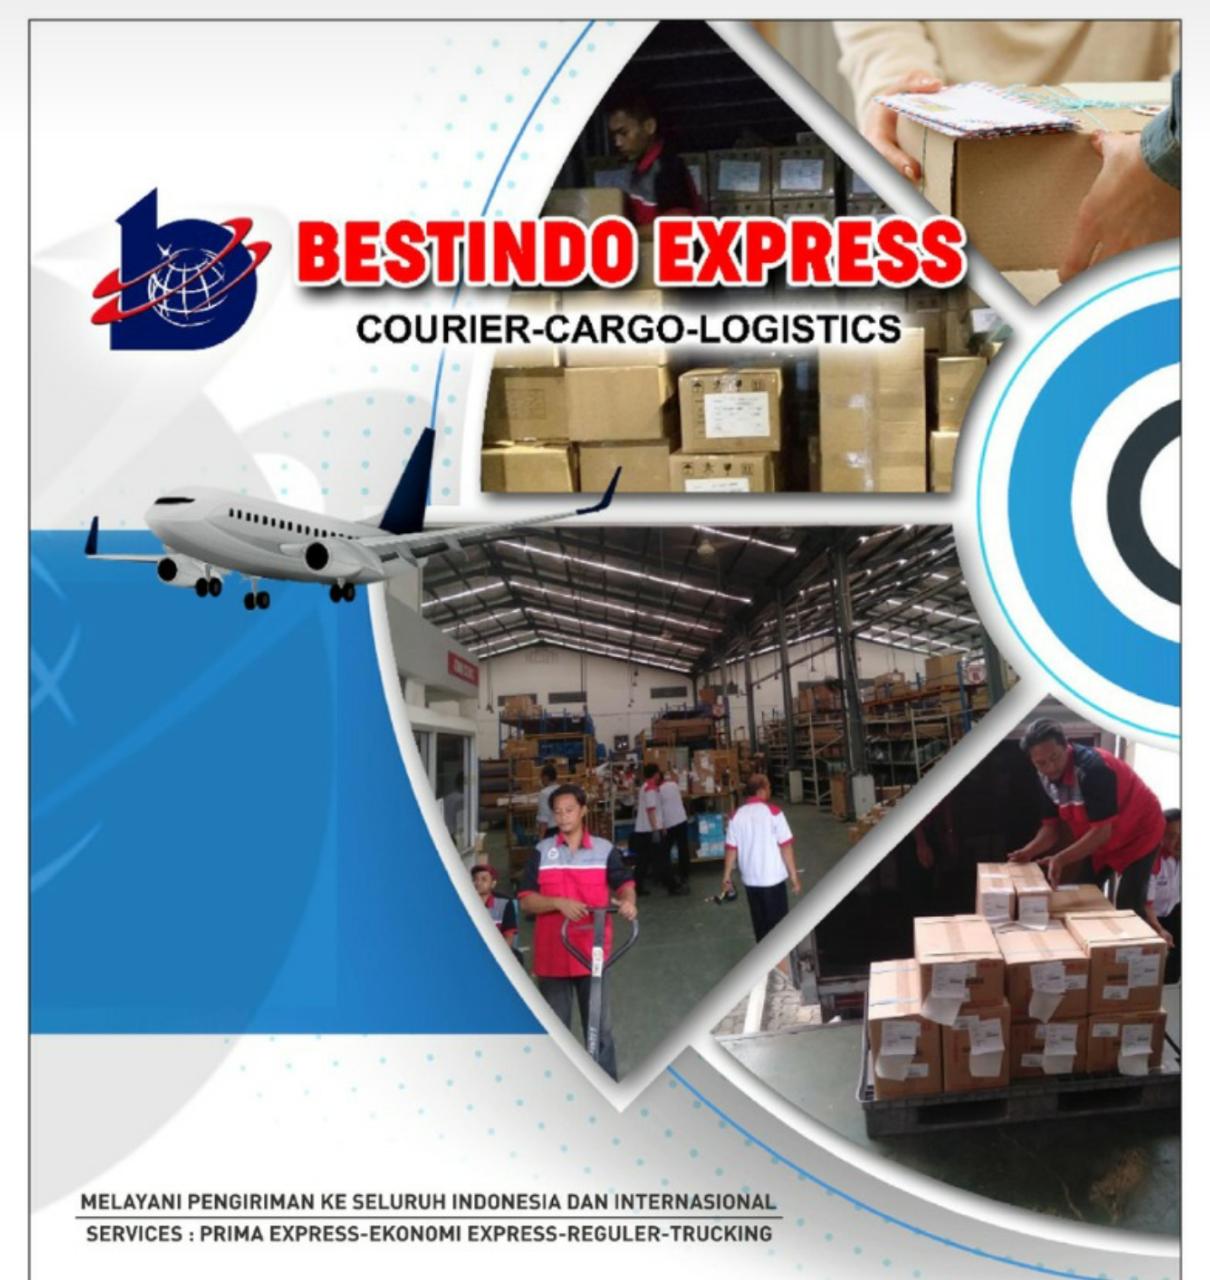 BESTINDO EXPRESS
COURIER-CARGO-LOGISTICS
MELAYANI PENGIRIMAN KE SELURUH INDONESIA DAN INTERNASIONAL
SERVICES : PRIMA EXPRESS-EKONOMI EXPRESS-REGULER-TRUCKING